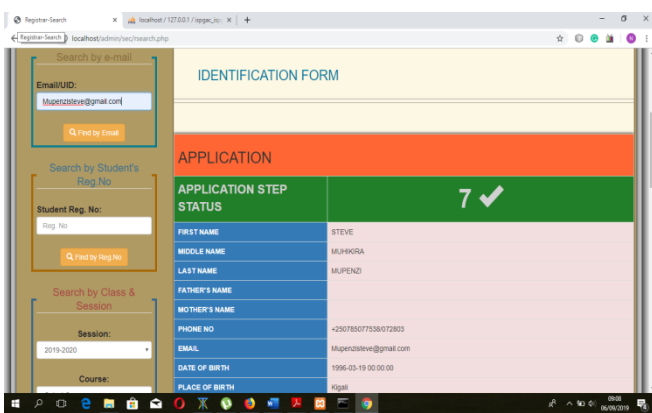 Registrar-Search
localhost / 127.0.0.1 /
Registrar-Search
localhost/admin/sec/rsearch.php
Search by e-mail
Email/UID:
Mupenzisteve@gmail.com
Find by Email
Search by Student's
Reg.No
Student Reg. No:
Reg. No
Find by Reg.No
Search by Class &
Session
Session:
2019-2020
Course:
IDENTIFICATION FORM
APPLICATION
APPLICATION STEP
STATUS
7
FIRST NAME STEVE
MIDDLE NAME MUHIKIRA
LAST NAME MUPENZI
FATHER'S NAME
MOTHER'S NAME
PHONE NO +250785077538/072803
EMAIL Mupenzisteve@gmail.com
DATE OF BIRTH 1996-03-19 00:00:00
PLACE OF BIRTH Kigali
09:08
06/09/2019